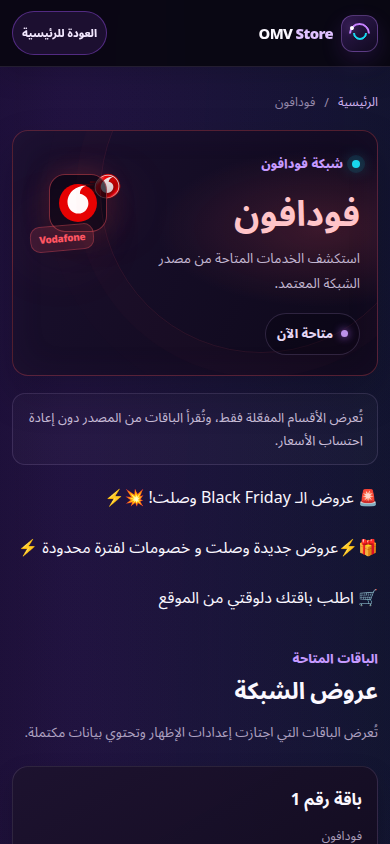 OMV Store
العودة للرئيسية
الرئيسية / فودافون
شبكة فودافون
فودافون
استكشف الخدمات المتاحة من مصدر
الشبكة المعتمد.
متاحة الآن
Vodafone
تُعرض الأقسام المفعّلة فقط، وتُقرأ الباقات من المصدر دون إعادة
احتساب الأسعار.
🚨 عروض الـ Black Friday وصلت! 💥⚡
🎁⚡عروض جديدة وصلت و خصومات لفترة محدودة ⚡
🛒 اطلب باقتك دلوقتي من الموقع
الباقات المتاحة
عروض الشبكة
تُعرض الباقات التي اجتازت إعدادات الإظهار وتحتوي بيانات مكتملة.
باقة رقم 1
فودافون